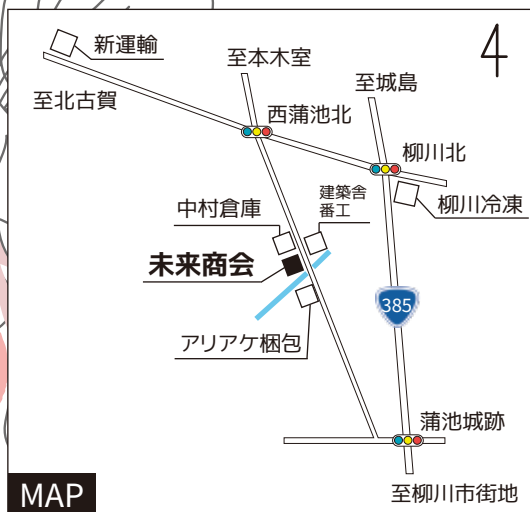 新運輸
至本木室
至城島
至北古賀
西蒲池北
柳川北
中村倉庫
建築舎
番工
柳川冷凍
未来商会
385
アリアケ梱包
蒲池城跡
MAP
至柳川市街地